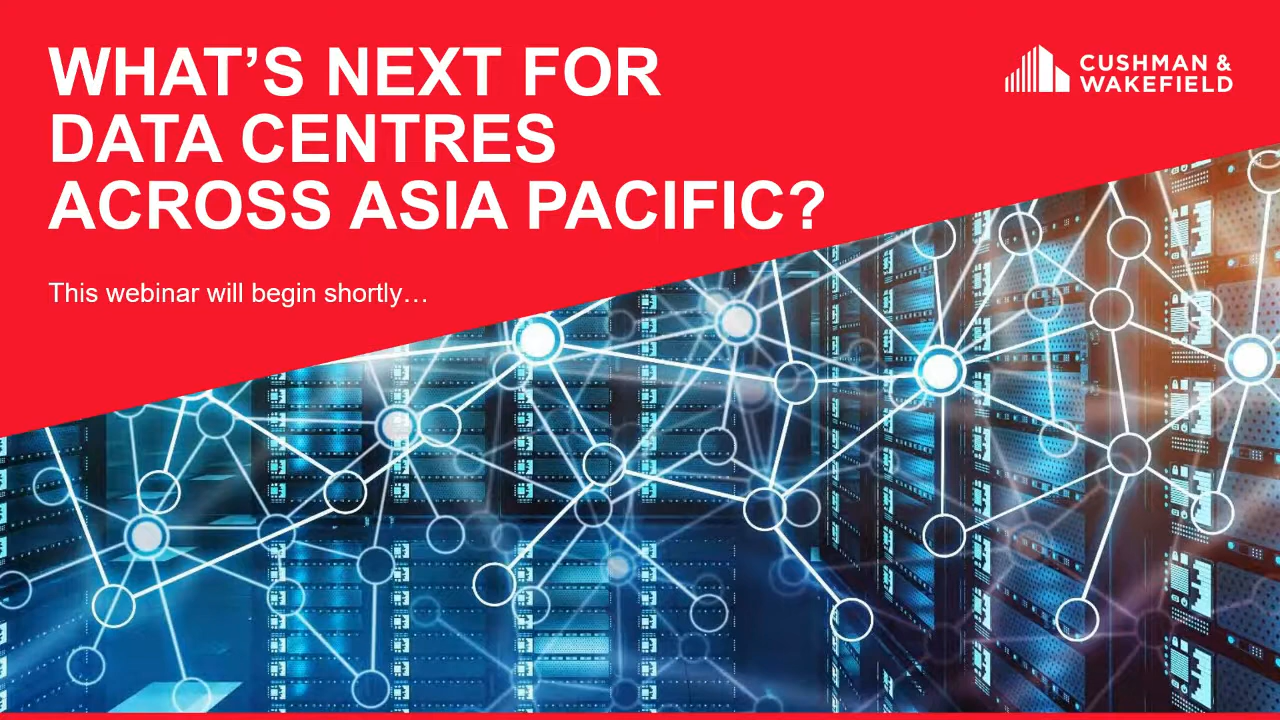 WHAT’S NEXT FOR
DATA CENTRES
ACROSS ASIA PACIFIC?
CUSHMAN &
WAKEFIELD
This webinar will begin shortly…